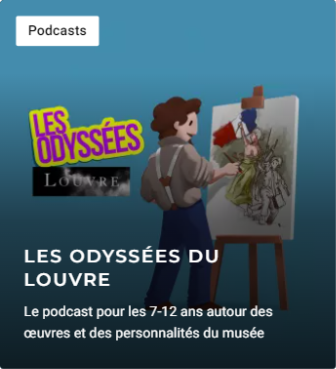 Podcasts
LES
ODYSSÉES
LOUVRE
LES ODYSSÉES DU
LOUVRE
Le podcast pour les 7-12 ans autour des
œuvres et des personnalités du musée